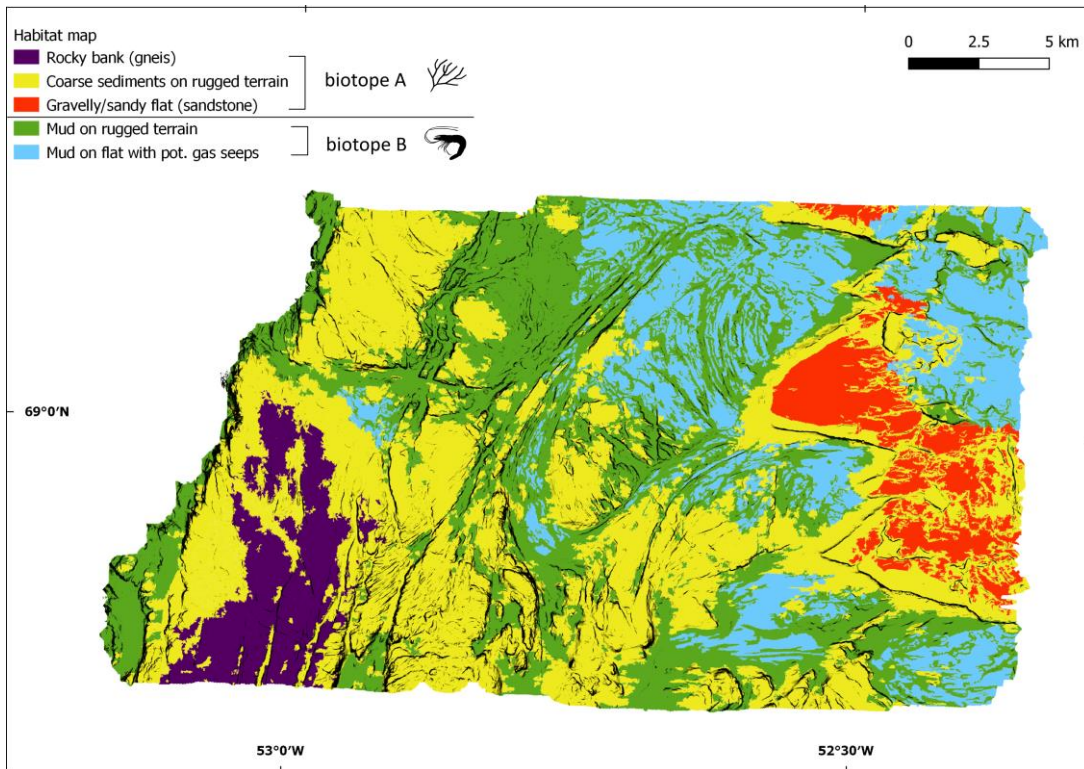 Habitat map
Rocky bank (gneis)
Coarse sediments on rugged terrain
Gravelly/sandy flat (sandstone)
biotope A
Mud on rugged terrain
Mud on flat with pot. gas seeps
biotope B
0 2.5 5 km
69°0'N
53°0'W 52°30'W